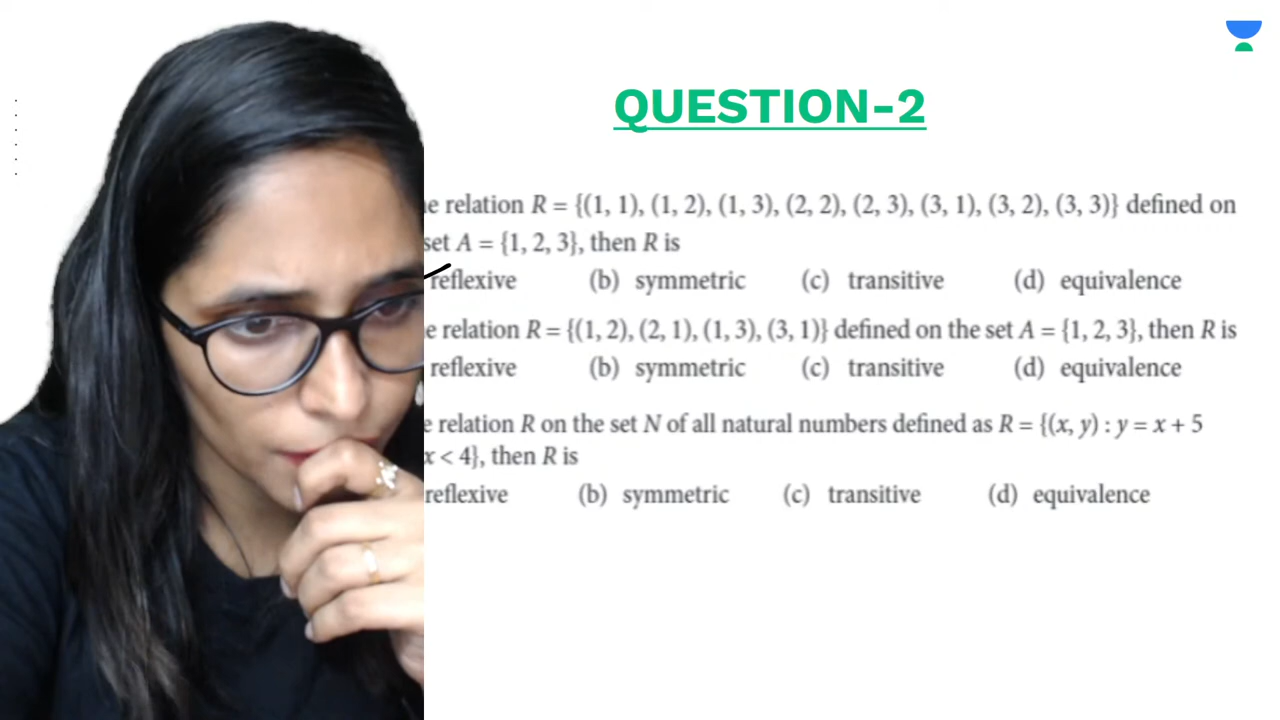 QUESTION-2
e relation R = {(1, 1), (1, 2), (1, 3), (2, 2), (2, 3), (3, 1), (3, 2), (3, 3)} defined on
set A = {1, 2, 3}, then R is
reflexive (b) symmetric (c) transitive (d) equivalence
e relation R = {(1, 2), (2, 1), (1, 3), (3, 1)} defined on the set A = {1, 2, 3}, then R is
reflexive (b) symmetric (c) transitive (d) equivalence
e relation R on the set N of all natural numbers defined as R = {(x, y) : y = x + 5
x < 4}, then R is
reflexive (b) symmetric (c) transitive (d) equivalence